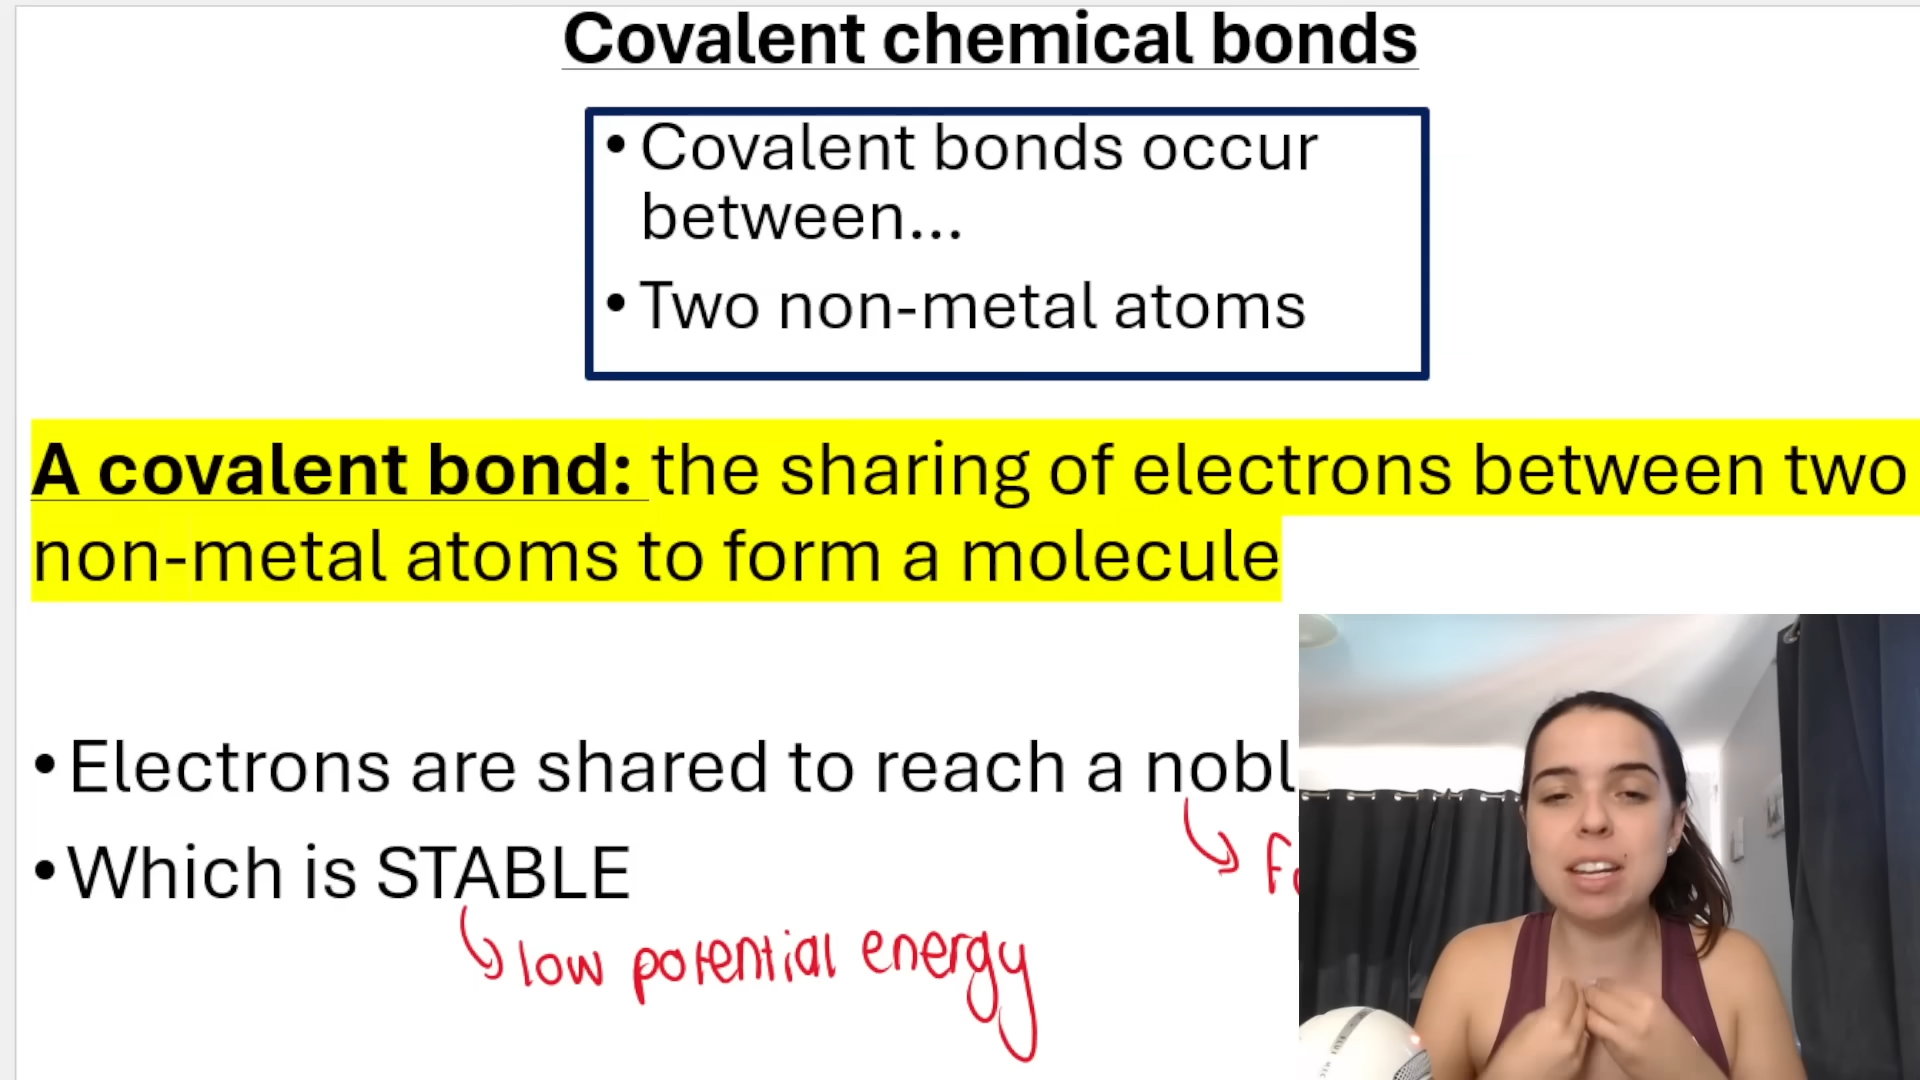 Covalent chemical bonds
• Covalent bonds occur
between...
• Two non-metal atoms
A covalent bond: the sharing of electrons between two
non-metal atoms to form a molecule
• Electrons are shared to reach a
• Which is STABLE
low potential energy